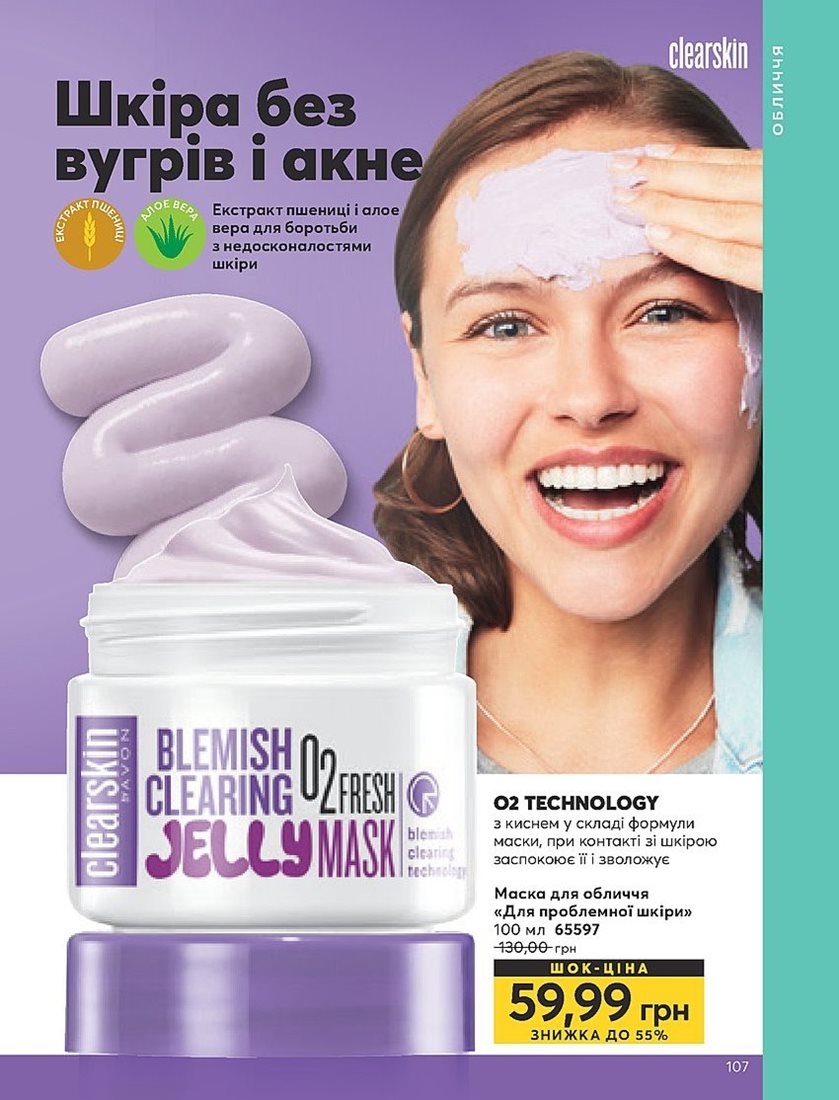 clearskin
ОБЛИЧЧЯ
Шкіра без
вугрів і акне
ЕКСТРАКТ ПШЕНИЦІ
АЛОЕ ВЕРА
Екстракт пшениці і алое
вера для боротьби
з недосконалостями
шкіри
clearskin
AVON
BLEMISH
CLEARING
O2 FRESH
JELLY MASK
blemish
clearing
technology
O2 TECHNOLOGY
з киснем у складі формули
маски, при контакті зі шкірою
заспокоює її і зволожує
Маска для обличчя
«Для проблемної шкіри»
100 мл 65597
130,00 грн
ШОК-ЦІНА
59,99 грн
ЗНИЖКА ДО 55%
107